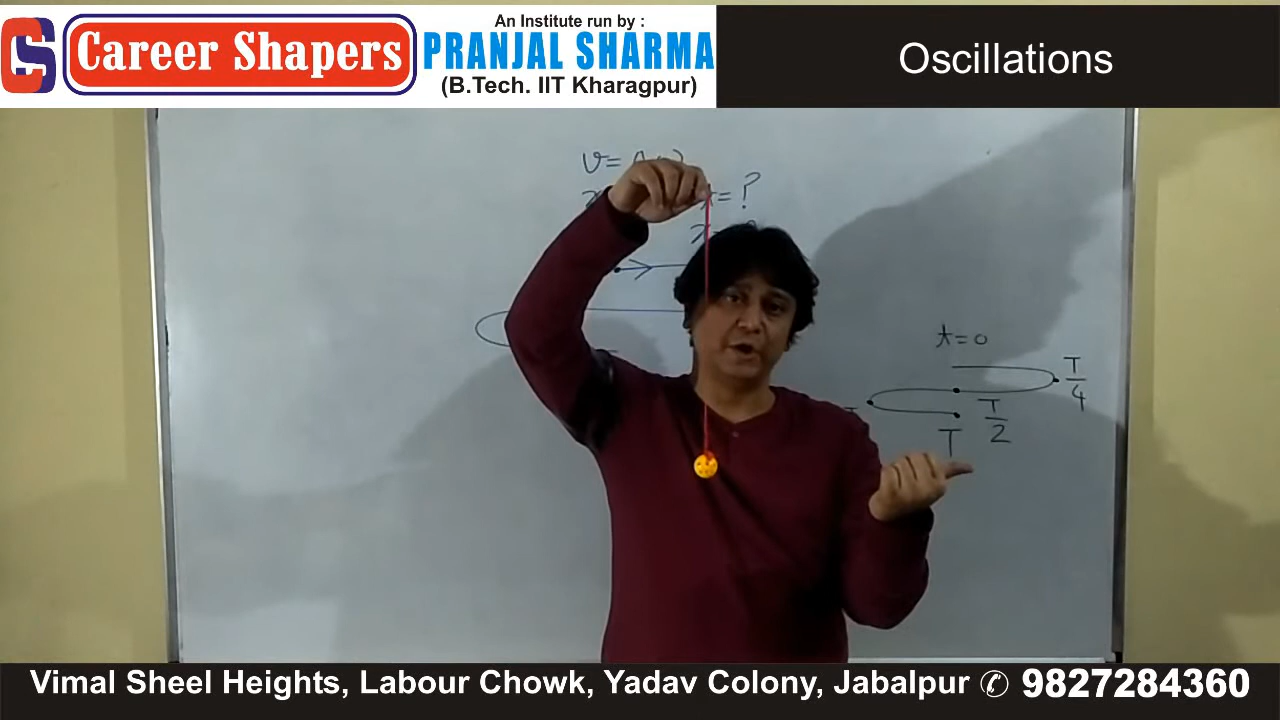 Career Shapers
An Institute run by :
PRANJAL SHARMA
(B.Tech. IIT Kharagpur)
Oscillations
v=
=?
t=0
T/4
T/2
T
Vimal Sheel Heights, Labour Chowk, Yadav Colony, Jabalpur ✆ 9827284360